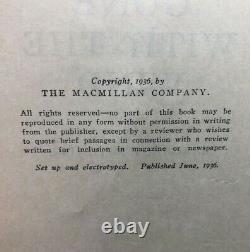 Copyright, 1936, by
THE MACMILLAN COMPANY.
All rights reserved—no part of this book may
be reproduced in any form without permission in writing
from the publisher, except by a reviewer who wishes
to quote brief passages in connection with a review
written for inclusion in magazine or newspaper.
Set up and electrotyped. Published June, 1936.